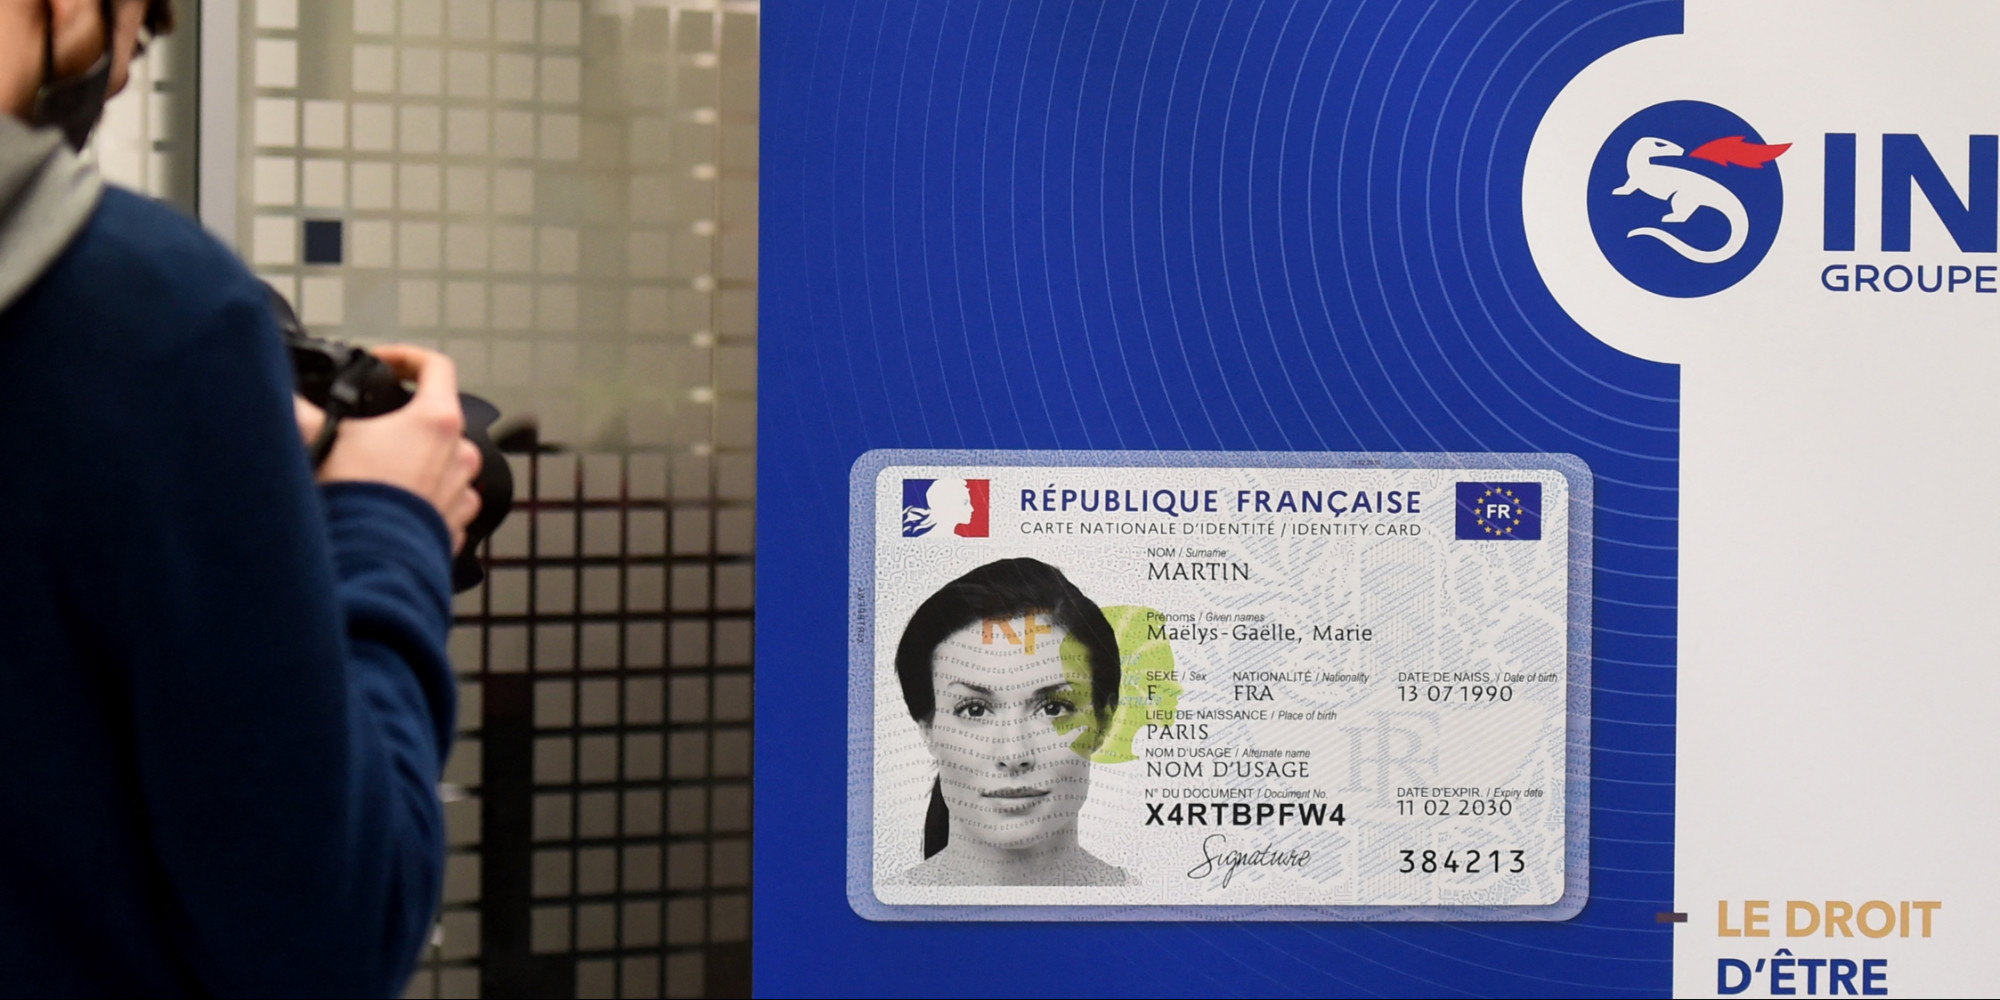 IN
GROUPE
RÉPUBLIQUE FRANÇAISE
CARTE NATIONALE D'IDENTITÉ / IDENTITY CARD
FR
NOM / Surname
MARTIN
Prénoms / Given names
Maëlys-Gaëlle, Marie
SEXE / Sex NATIONALITÉ / Nationality DATE DE NAISS. / Date of birth
F FRA 13 07 1990
LIEU DE NAISSANCE / Place of birth
PARIS
NOM D'USAGE / Alternate name
NOM D'USAGE
N° DU DOCUMENT / Document No. DATE D'EXPIR. / Expiry date
X4RTBPFW4 11 02 2030
Signature
384213
RF
RF
LE DROIT
D'ÊTRE